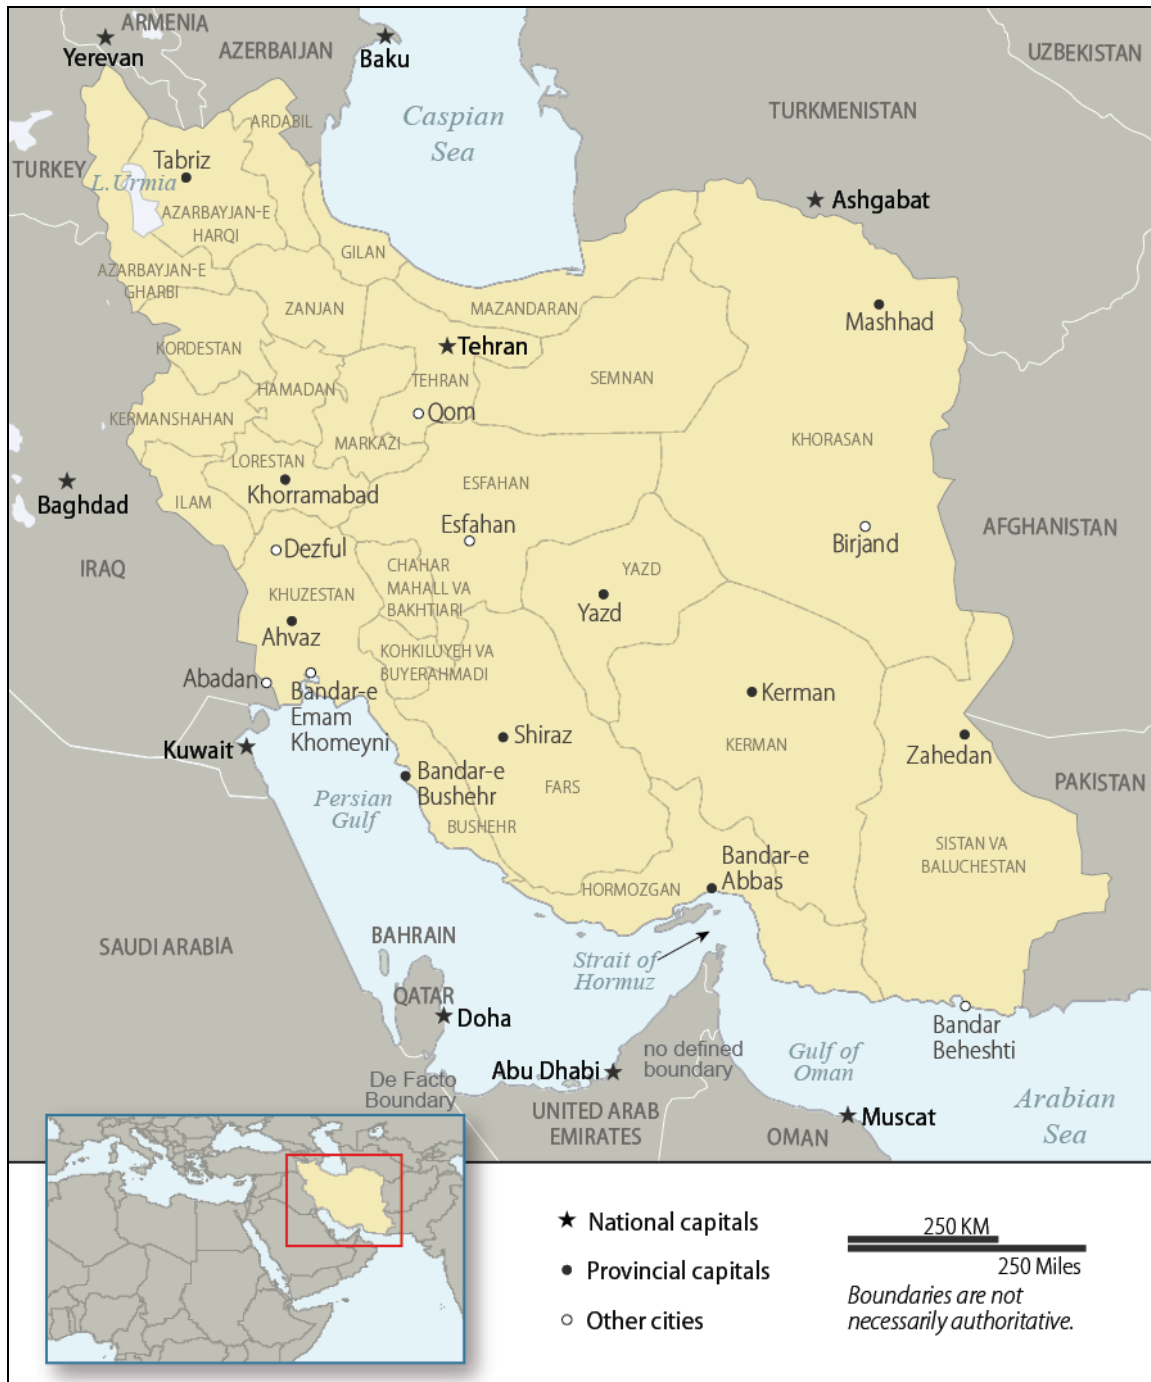 ARMENIA
Yerevan
AZERBAIJAN
Baku
UZBEKISTAN
Caspian
Sea
TURKMENISTAN
ARDABIL
TURKEY
Tabriz
L.Urmia
Ashgabat
AZARBAYJAN-E
HARQI
GILAN
AZARBAYJAN-E
GHARBI
ZANJAN
MAZANDARAN
Mashhad
KORDESTAN
Tehran
HAMADAN
TEHRAN
SEMNAN
KERMANSHAHAN
Qom
MARKAZI
KHORASAN
LORESTAN
Khorramabad
ESFAHAN
Baghdad
ILAM
Esfahan
AFGHANISTAN
Birjand
Dezful
IRAQ
CHAHAR
MAHALL VA
BAKHTIARI
YAZD
KHUZESTAN
Yazd
Ahvaz
KOHKILUYEH VA
BUYERAHMADI
Abadan
Bandar-e
Emam
Khomeyni
Kerman
Kuwait
Shiraz
KERMAN
Zahedan
Bandar-e
Bushehr
FARS
PAKISTAN
Persian
Gulf
BUSHEHR
SISTAN VA
BALUCHESTAN
Bandar-e
Abbas
HORMOZGAN
SAUDI ARABIA
BAHRAIN
Strait of
Hormuz
QATAR
Doha
Bandar
Beheshti
no defined
boundary
Gulf of
Oman
Abu Dhabi
De Facto
Boundary
UNITED ARAB
EMIRATES
OMAN
Muscat
Arabian
Sea
National capitals
Provincial capitals
Other cities
250 KM
250 Miles
Boundaries are not
necessarily authoritative.